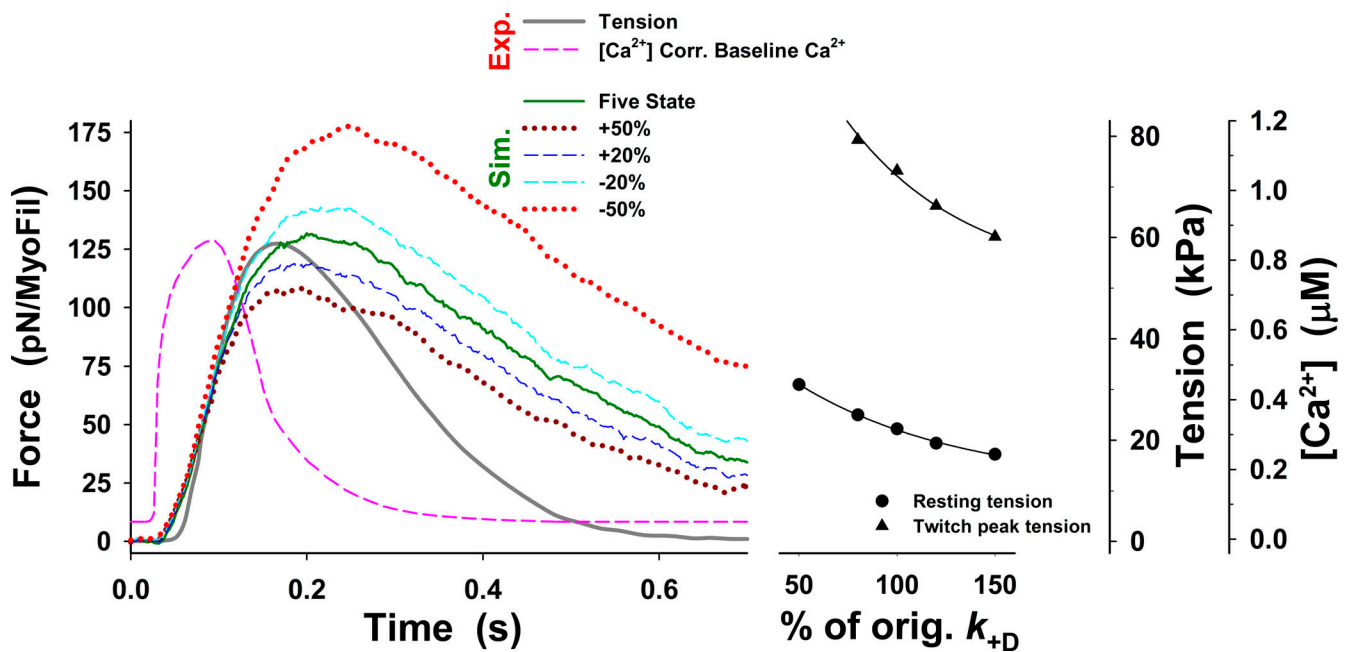 Exp.
Tension
[Ca²⁺] Corr. Baseline Ca²⁺
Sim.
Five State
+50%
+20%
-20%
-50%
Force (pN/MyoFil)
175
150
125
100
75
50
25
0
0.0 0.2 0.4 0.6
Time (s)
Resting tension
Twitch peak tension
50 100 150
% of orig. k₊D
Tension (kPa)
80
60
40
20
0
[Ca²⁺] (μM)
1.2
1.0
0.8
0.6
0.4
0.2
0.0